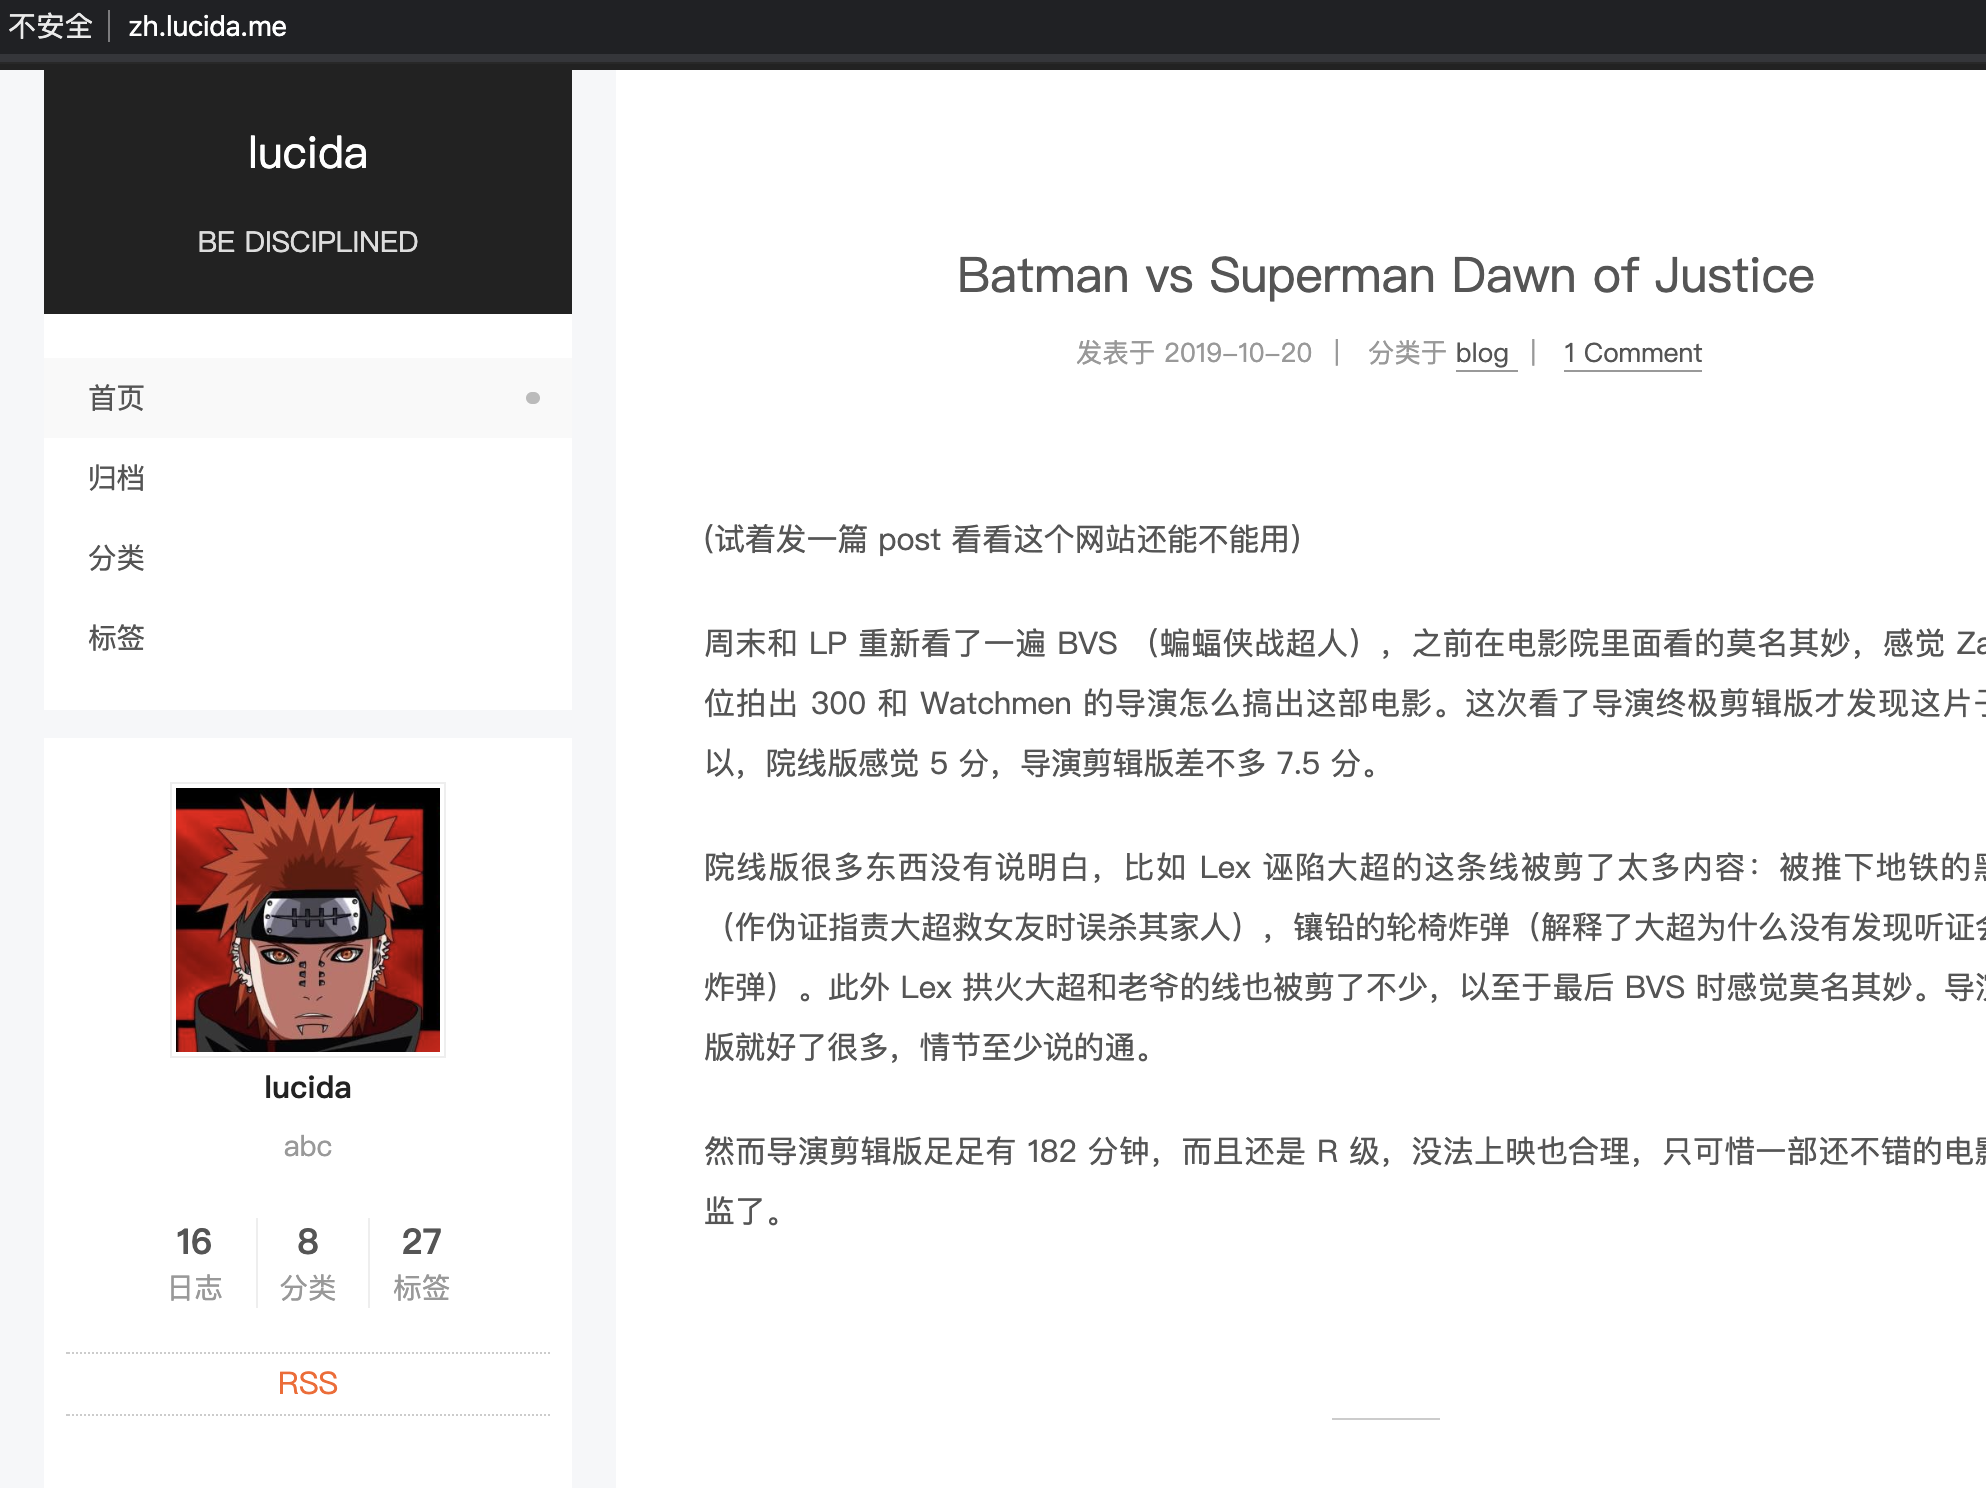 不安全 | zh.lucida.me
lucida
BE DISCIPLINED
首页
归档
分类
标签
lucida
abc
16 8 27
日志 分类 标签
RSS
Batman vs Superman Dawn of Justice
发表于 2019-10-20 | 分类于 blog | 1 Comment
(试着发一篇 post 看看这个网站还能不能用)
周末和 LP 重新看了一遍 BVS （蝙蝠侠战超人），之前在电影院里面看的莫名其妙，感觉 Za
位拍出 300 和 Watchmen 的导演怎么搞出这部电影。这次看了导演终极剪辑版才发现这片
以，院线版感觉 5 分，导演剪辑版差不多 7.5 分。
院线版很多东西没有说明白，比如 Lex 诬陷大超的这条线被剪了太多内容：被推下地铁的
（作伪证指责大超救女友时误杀其家人），镶铅的轮椅炸弹（解释了大超为什么没有发现听证
炸弹）。此外 Lex 拱火大超和老爷的线也被剪了不少，以至于最后 BVS 时感觉莫名其妙。导
版就好了很多，情节至少说的通。
然而导演剪辑版足足有 182 分钟，而且还是 R 级，没法上映也合理，只可惜一部还不错的电
监了。